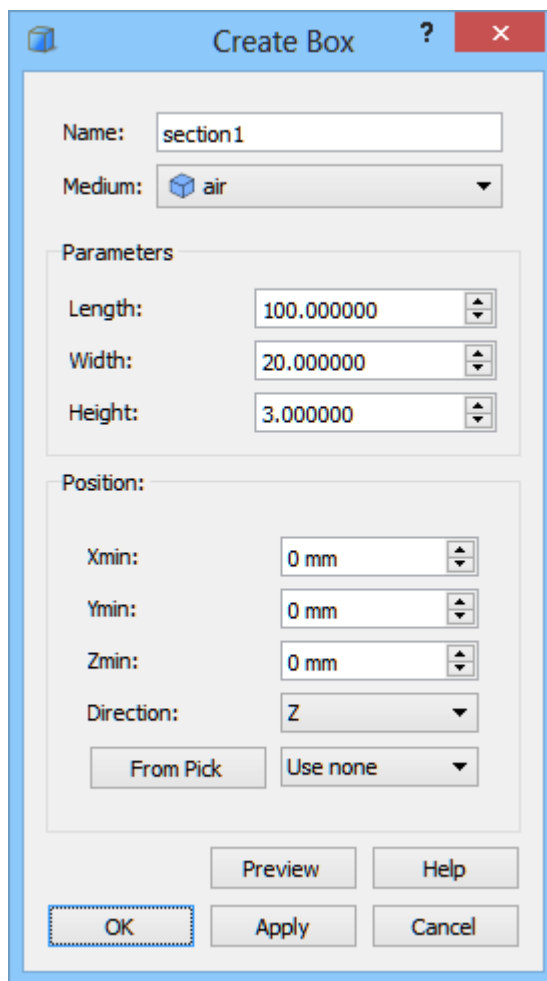 Create Box ?
Name: section1
Medium: air
Parameters
Length: 100.000000
Width: 20.000000
Height: 3.000000
Position:
Xmin: 0 mm
Ymin: 0 mm
Zmin: 0 mm
Direction: Z
From Pick Use none
Preview Help
OK Apply Cancel